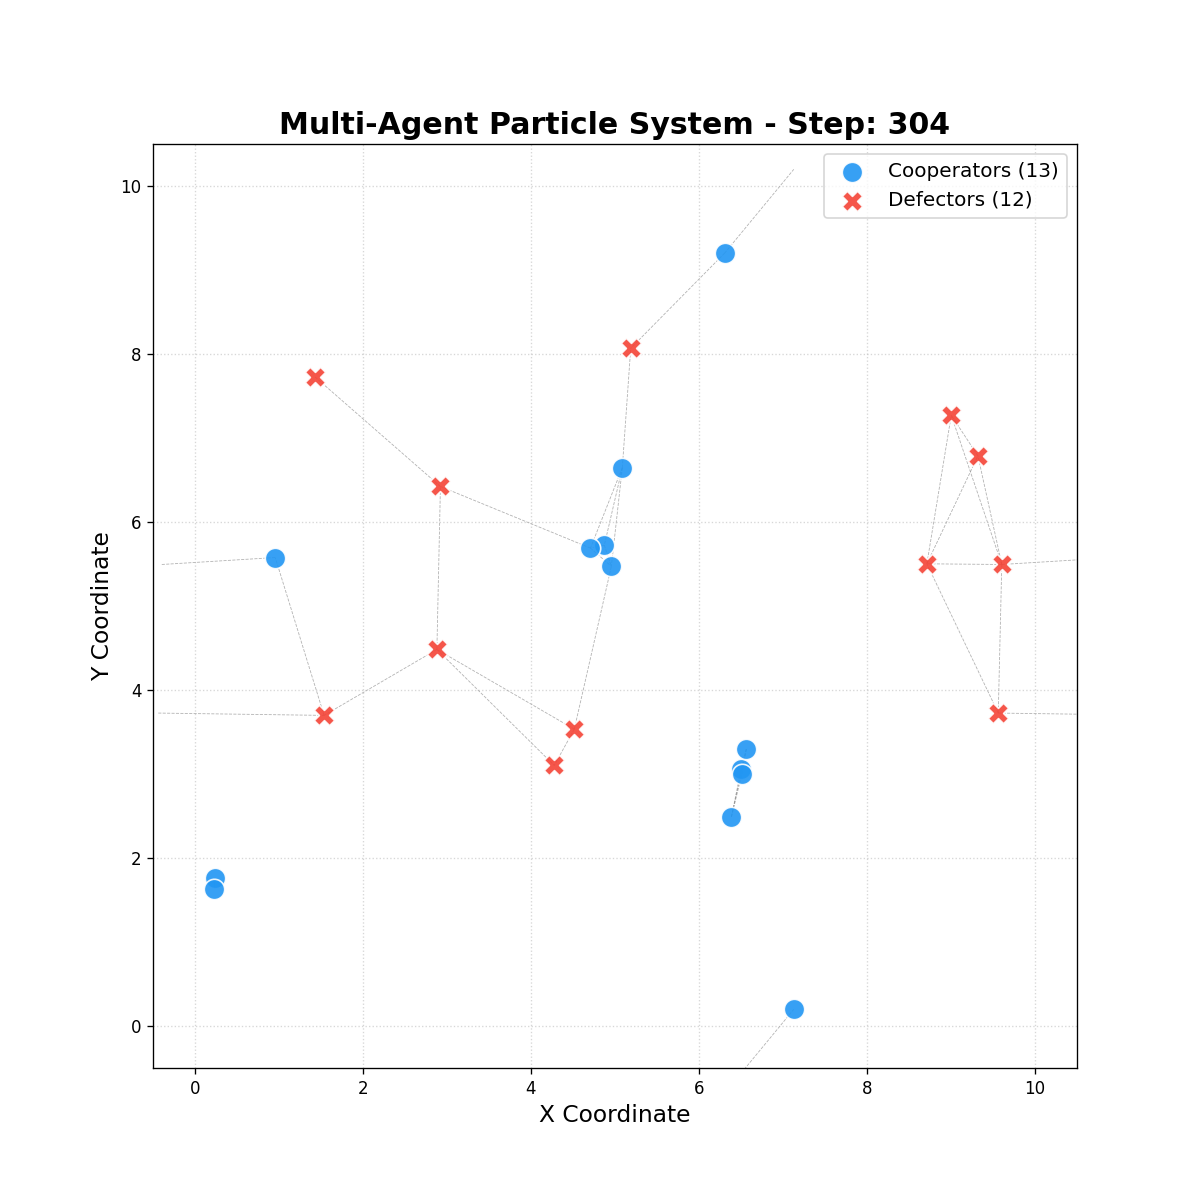 Multi-Agent Particle System - Step: 304
Cooperators (13)
Defectors (12)
Y Coordinate
10
8
6
4
2
0
0 2 4 6 8 10
X Coordinate